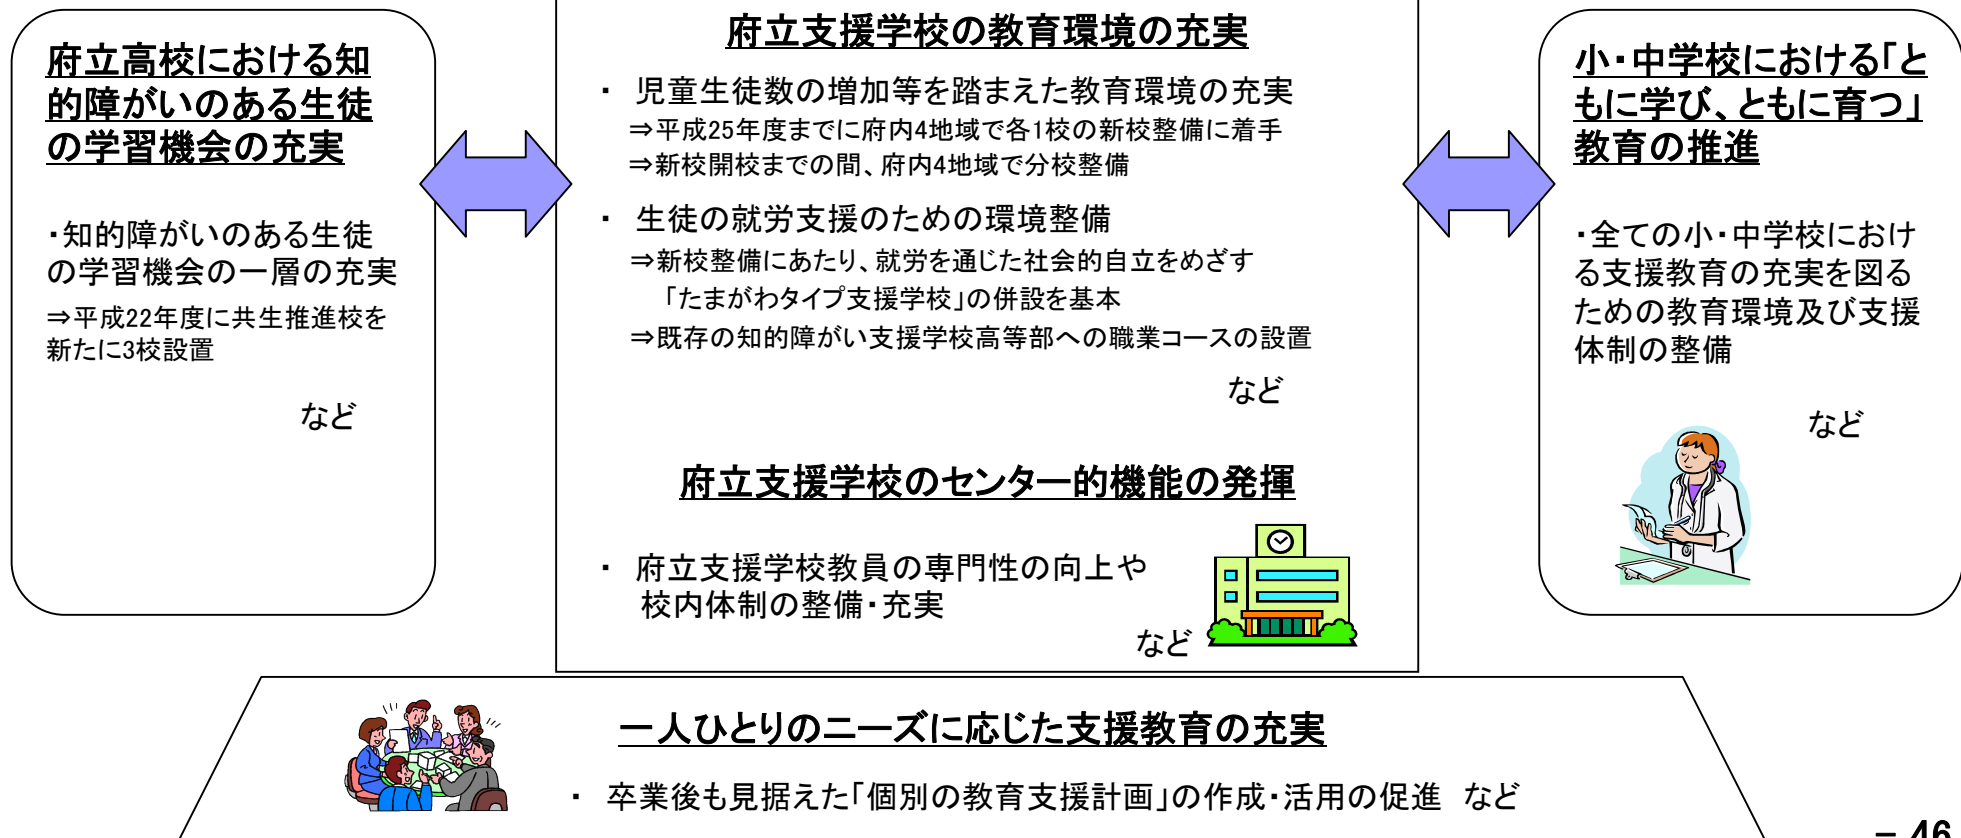 府立高校における知
的障がいのある生徒
の学習機会の充実
・知的障がいのある生徒
の学習機会の一層の充実
⇒平成22年度に共生推進校を
新たに3校設置
など
府立支援学校の教育環境の充実
・ 児童生徒数の増加等を踏まえた教育環境の充実
⇒平成25年度までに府内4地域で各1校の新校整備に着手
⇒新校開校までの間、府内4地域で分校整備
・ 生徒の就労支援のための環境整備
⇒新校整備にあたり、就労を通じた社会的自立をめざす
「たまがわタイプ支援学校」の併設を基本
⇒既存の知的障がい支援学校高等部への職業コースの設置
など
府立支援学校のセンター的機能の発揮
・ 府立支援学校教員の専門性の向上や
校内体制の整備・充実
など
小・中学校における「と
もに学び、ともに育つ」
教育の推進
・全ての小・中学校におけ
る支援教育の充実を図る
ための教育環境及び支援
体制の整備
など
一人ひとりのニーズに応じた支援教育の充実
・ 卒業後も見据えた「個別の教育支援計画」の作成・活用の促進 など
- 46